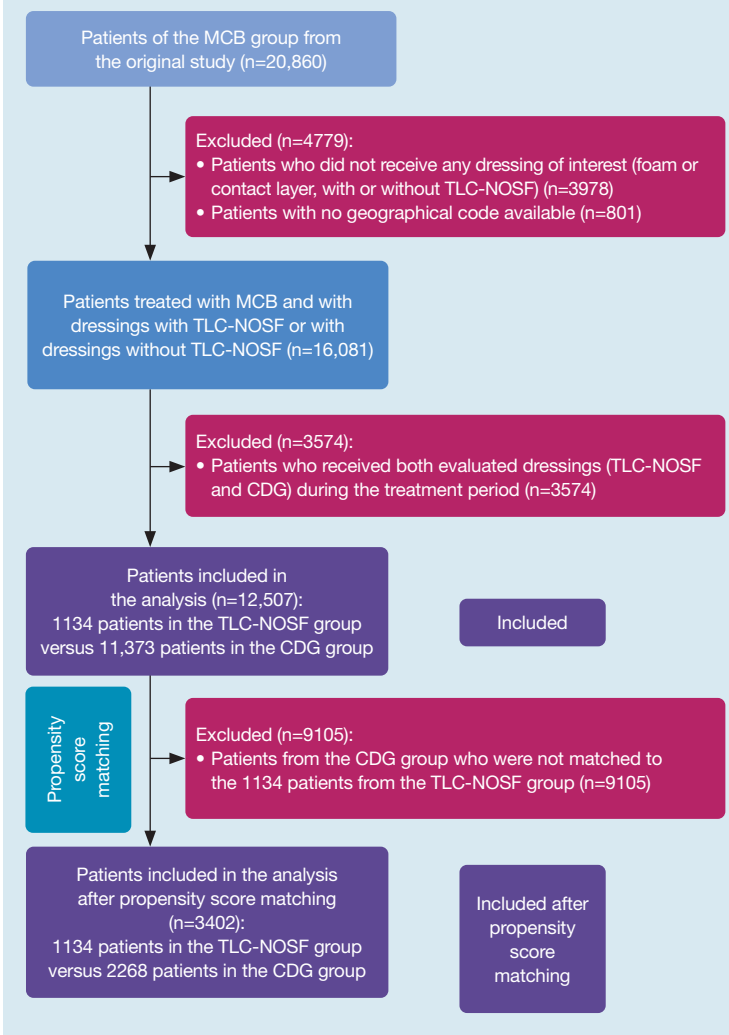 Patients of the MCB group from
the original study (n=20,860)
Excluded (n=4779):
• Patients who did not receive any dressing of interest (foam or
contact layer, with or without TLC-NOSF) (n=3978)
• Patients with no geographical code available (n=801)
Patients treated with MCB and with
dressings with TLC-NOSF or with
dressings without TLC-NOSF (n=16,081)
Excluded (n=3574):
• Patients who received both evaluated dressings (TLC-NOSF
and CDG) during the treatment period (n=3574)
Patients included in
the analysis (n=12,507):
1134 patients in the TLC-NOSF group
versus 11,373 patients in the CDG group
Included
Propensity
score
matching
Excluded (n=9105):
• Patients from the CDG group who were not matched to
the 1134 patients from the TLC-NOSF group (n=9105)
Patients included in the analysis
after propensity score matching
(n=3402):
1134 patients in the TLC-NOSF group
versus 2268 patients in the CDG group
Included after
propensity
score
matching